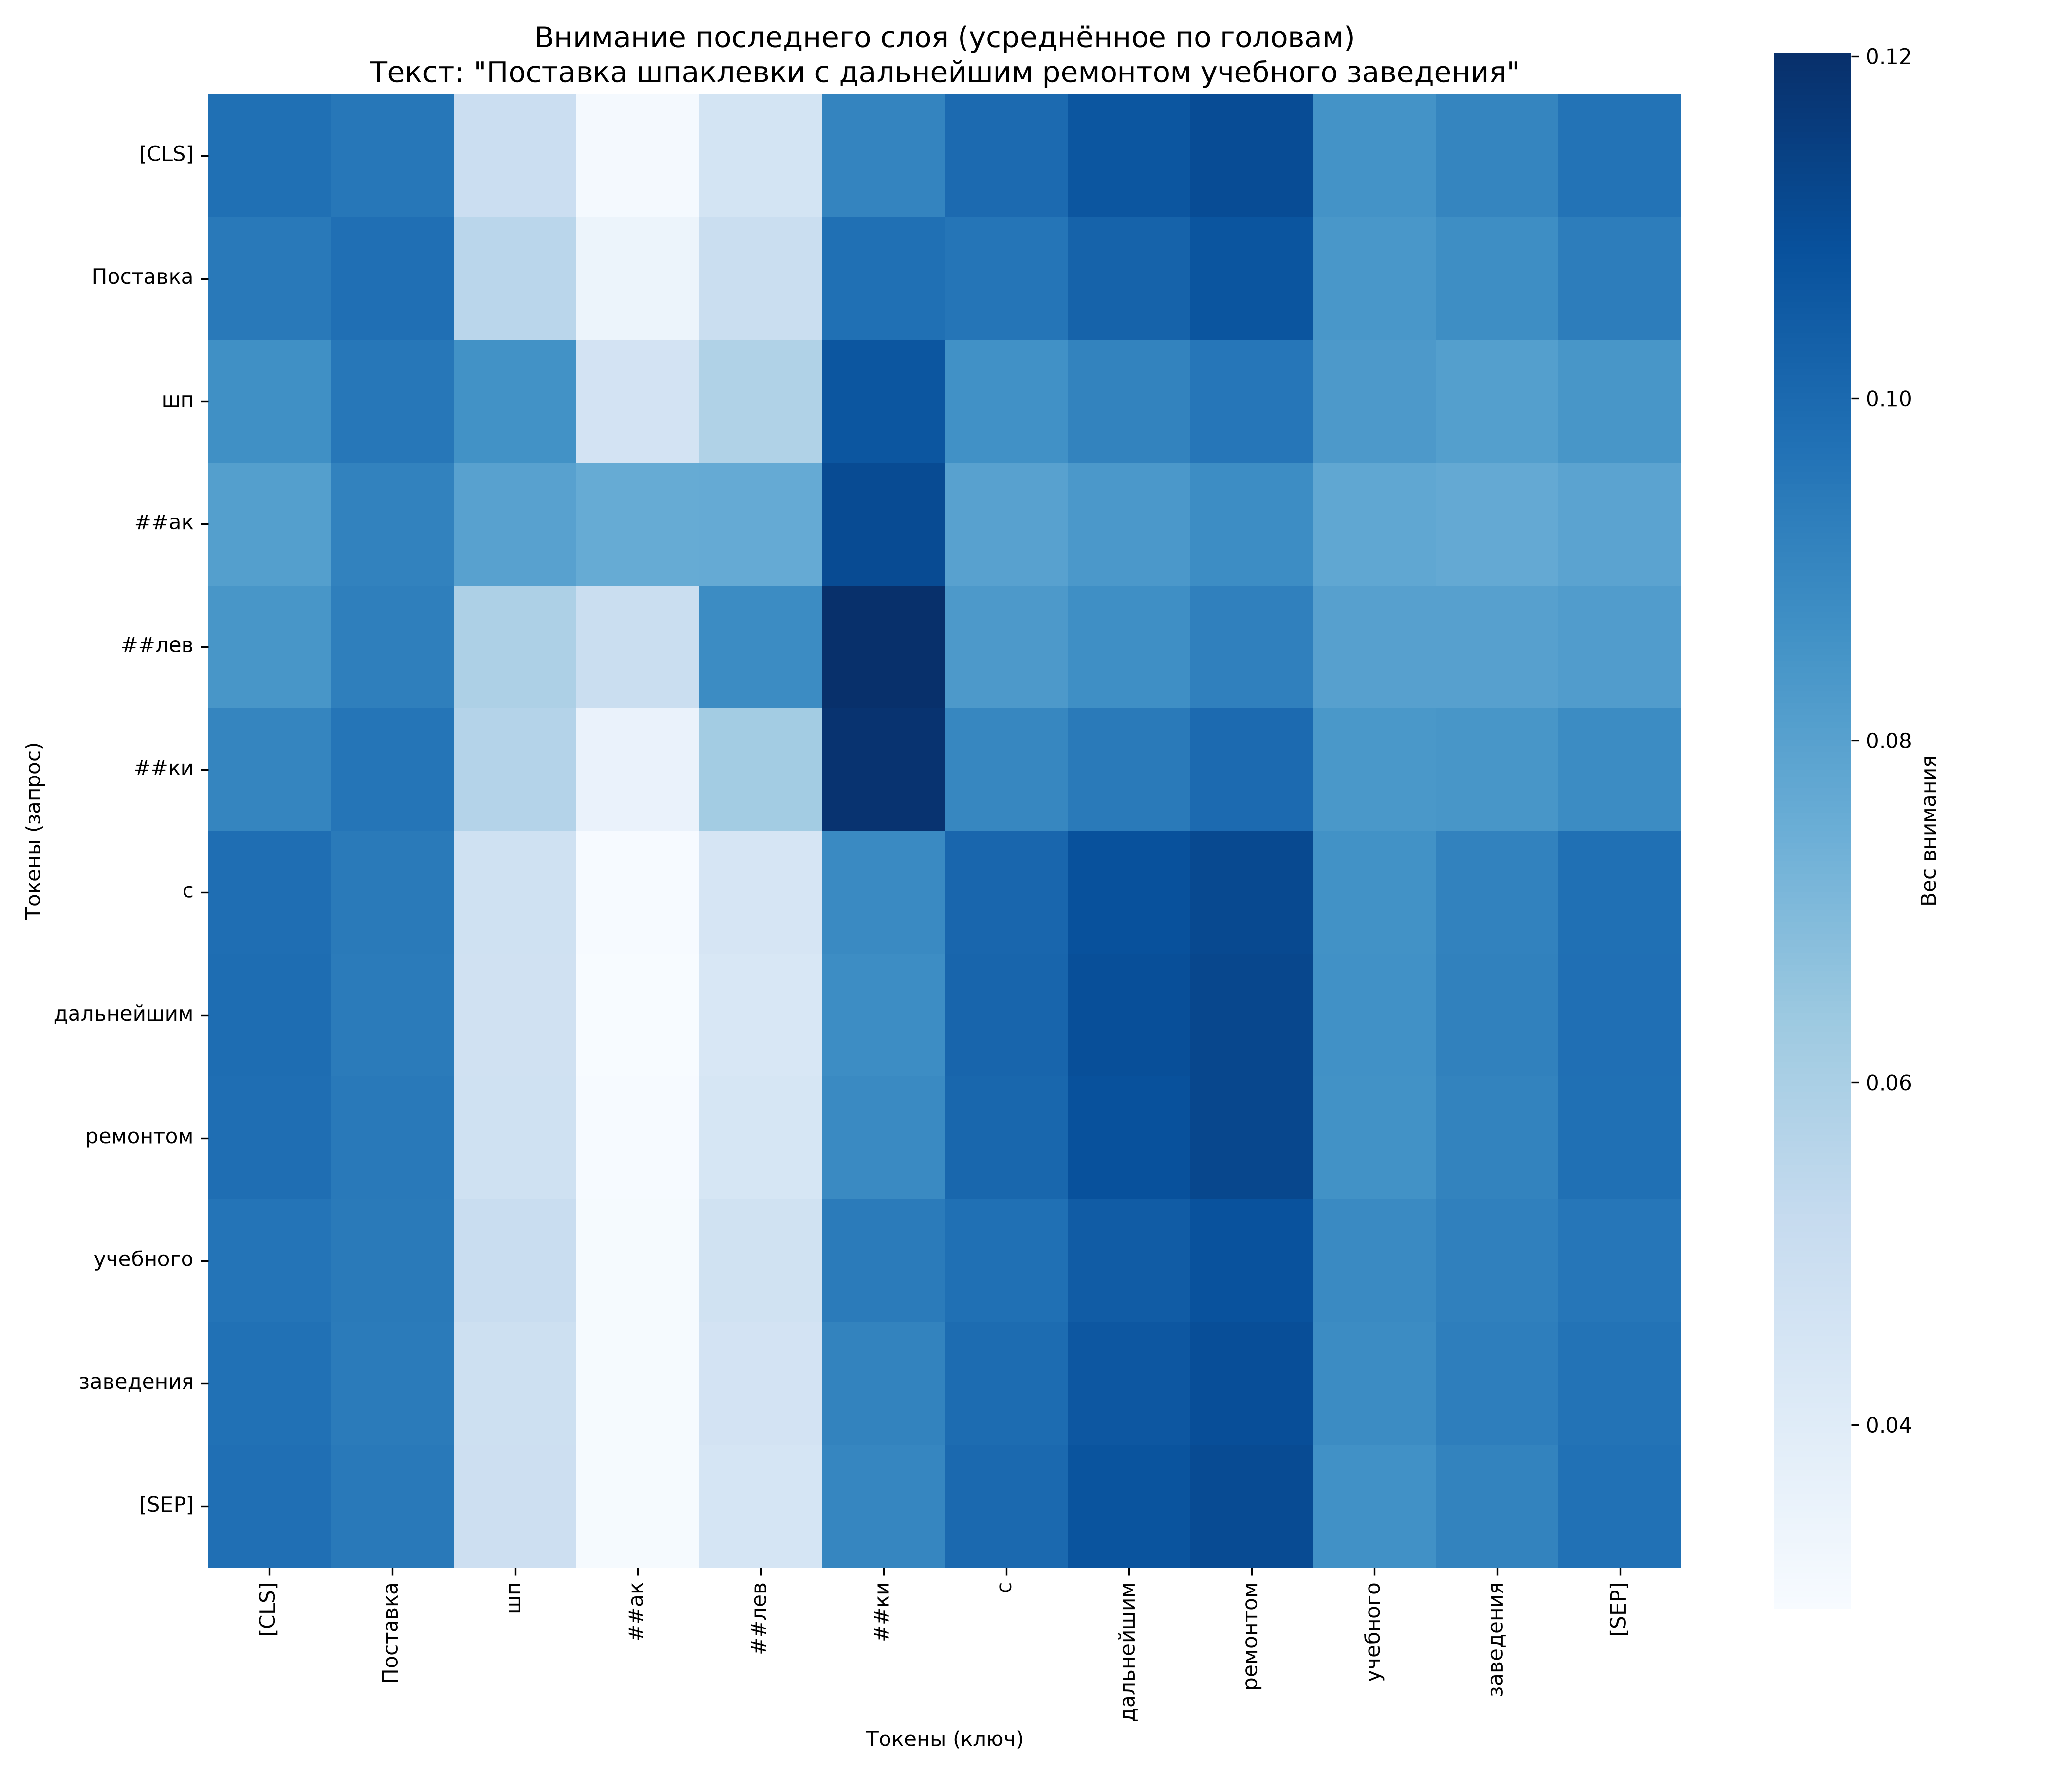 Внимание последнего слоя (усреднённое по головам)
Текст: "Поставка шпаклевки с дальнейшим ремонтом учебного заведения"
Токены (запрос)
[CLS]
Поставка
шп
##ак
##лев
##ки
с
дальнейшим
ремонтом
учебного
заведения
[SEP]
[CLS]
Поставка
шп
##ак
##лев
##ки
с
дальнейшим
ремонтом
учебного
заведения
[SEP]
Токены (ключ)
0.12
0.10
0.08
0.06
0.04
Вес внимания